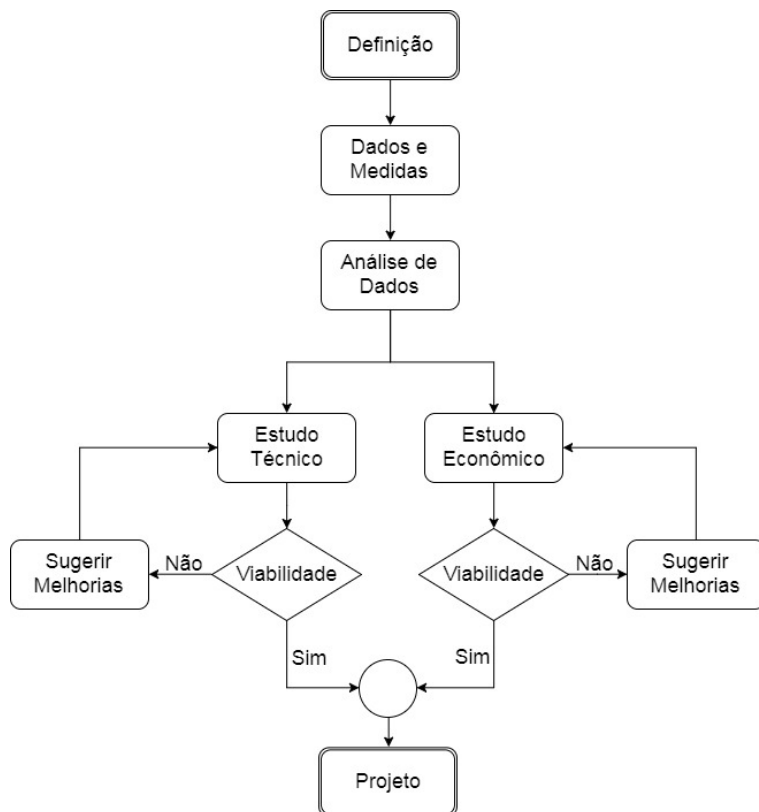 Definição
Dados e
Medidas
Análise de
Dados
Estudo
Técnico
Estudo
Econômico
Sugerir
Melhorias
Não
Viabilidade
Viabilidade
Não
Sugerir
Melhorias
Sim
Sim
Projeto